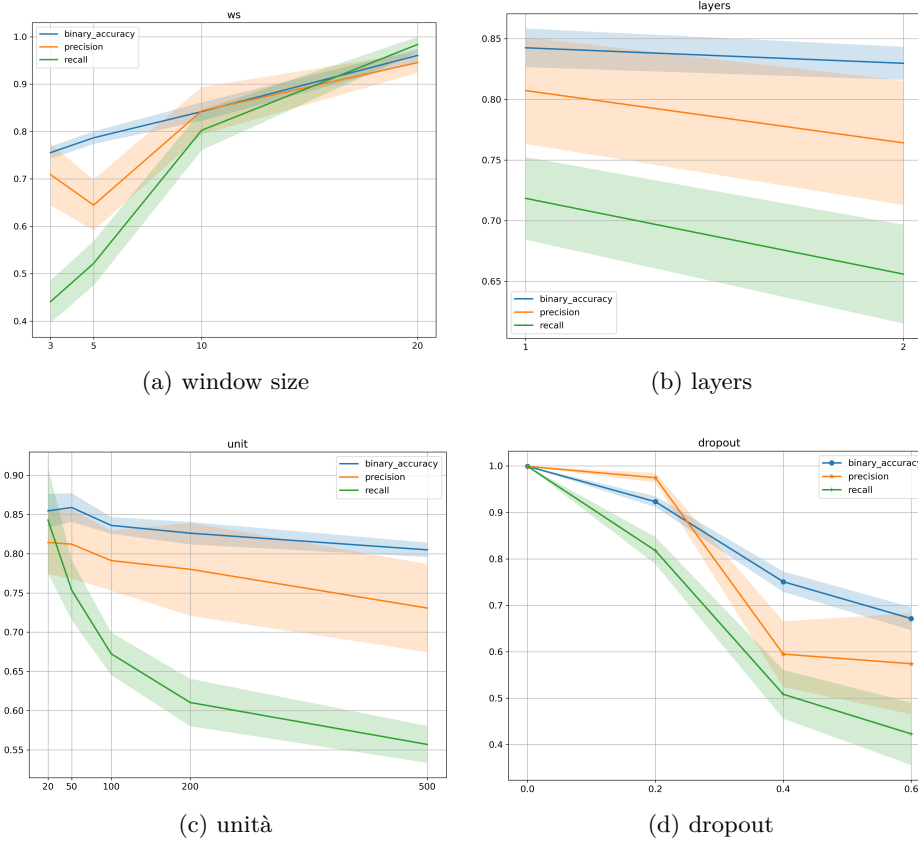 ws
binary_accuracy
precision
recall
1.0
0.9
0.8
0.7
0.6
0.5
0.4
3 5 10 20
(a) window size
layers
0.85
0.80
0.75
0.70
0.65
binary_accuracy
precision
recall
1 2
(b) layers
unit
binary_accuracy
precision
recall
0.90
0.85
0.80
0.75
0.70
0.65
0.60
0.55
20 50 100 200 500
(c) unità
dropout
binary_accuracy
precision
recall
1.0
0.9
0.8
0.7
0.6
0.5
0.4
0.0 0.2 0.4 0.6
(d) dropout